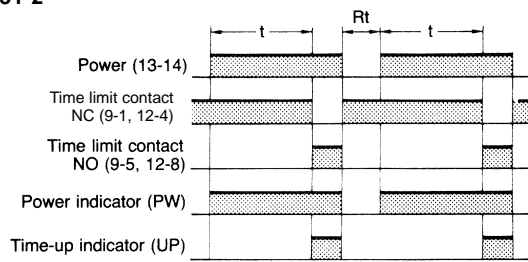 Rt
t
t
Power (13-14)
Time limit contact
NC (9-1, 12-4)
Time limit contact
NO (9-5, 12-8)
Power indicator (PW)
Time-up indicator (UP)